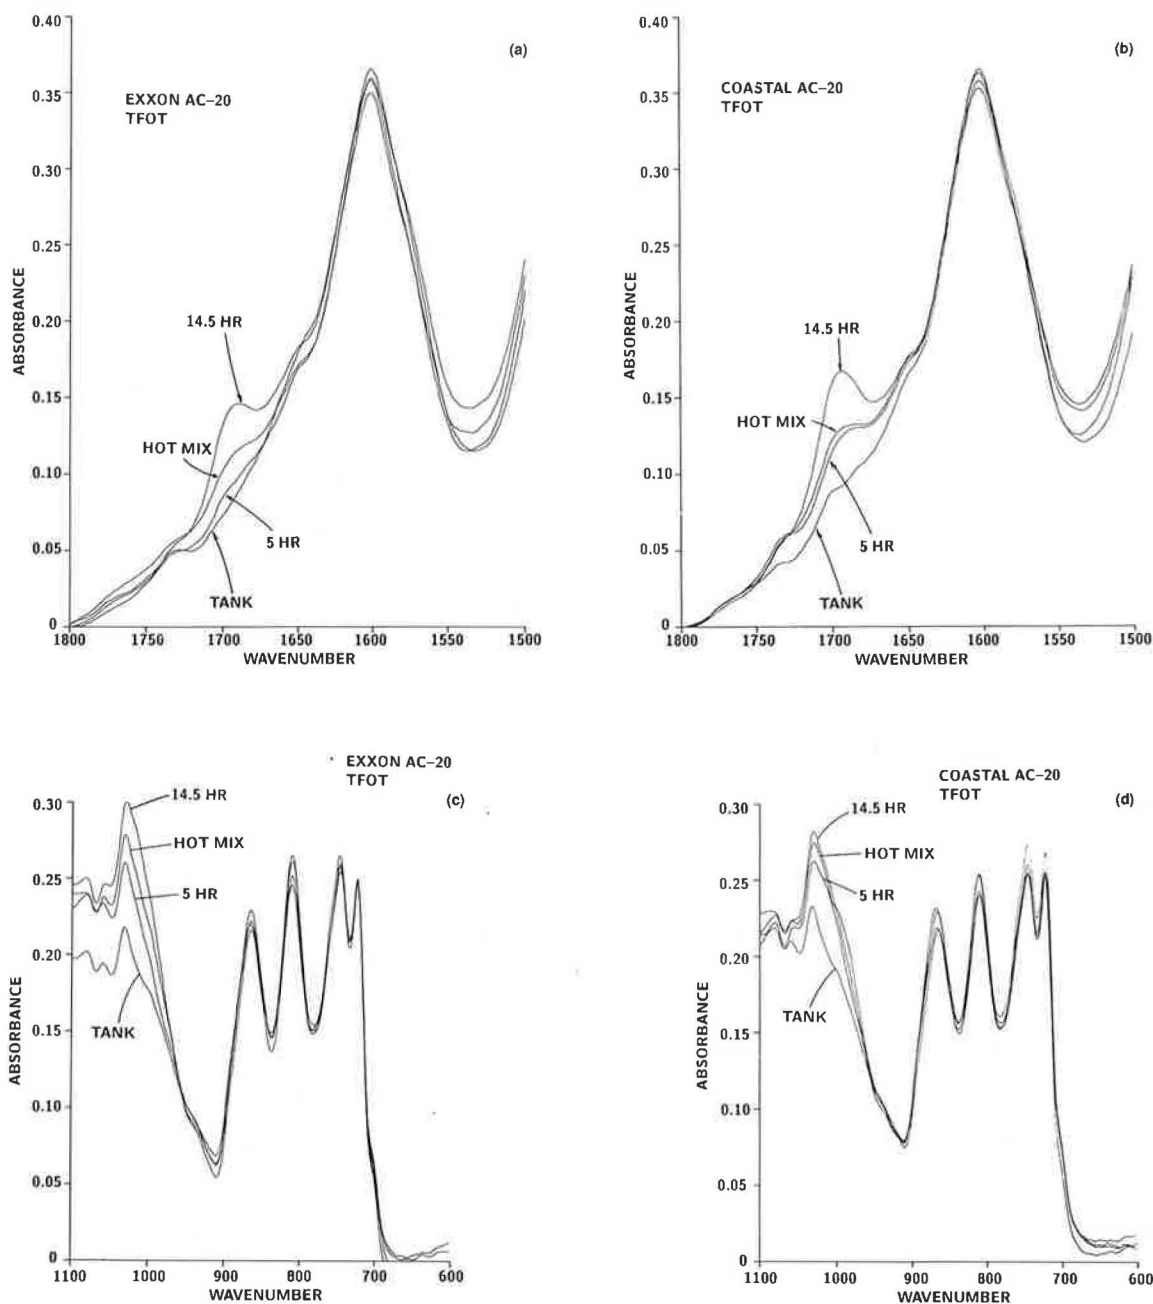 (a)
EXXON AC–20
TFOT
0.40
0.35
0.30
0.25
0.20
0.15
0.10
0.05
0
ABSORBANCE
14.5 HR
HOT MIX
5 HR
TANK
1800 1750 1700 1650 1600 1550 1500
WAVENUMBER
(b)
COASTAL AC–20
TFOT
0.40
0.35
0.30
0.25
0.20
0.15
0.10
0.05
0
ABSORBANCE
14.5 HR
HOT MIX
5 HR
TANK
1800 1750 1700 1650 1600 1550 1500
WAVENUMBER
EXXON AC–20
TFOT
(c)
0.30
0.25
0.20
0.15
0.10
0.05
0
ABSORBANCE
14.5 HR
HOT MIX
5 HR
TANK
1100 1000 900 800 700 600
WAVENUMBER
COASTAL AC–20
TFOT
(d)
0.30
0.25
0.20
0.15
0.10
0.05
0
ABSORBANCE
14.5 HR
HOT MIX
5 HR
TANK
1100 1000 900 800 700 600
WAVENUMBER